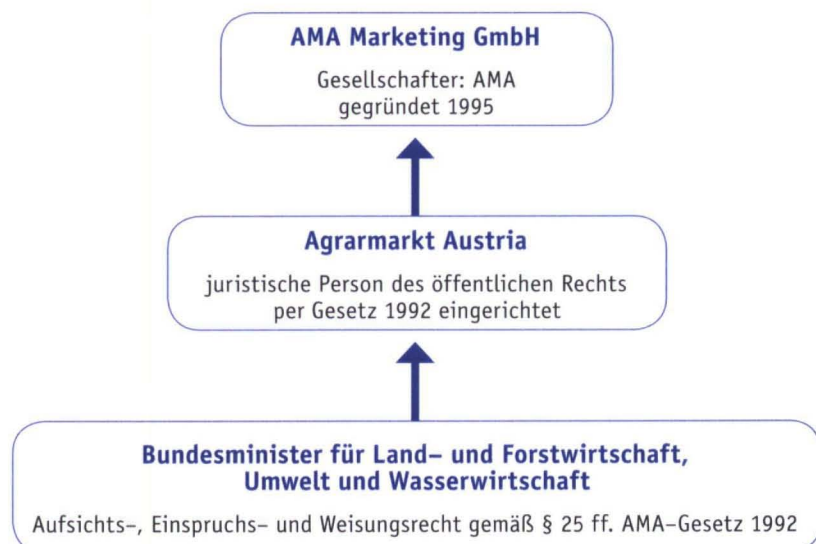 AMA Marketing GmbH
Gesellschafter: AMA
gegründet 1995
Agrarmarkt Austria
juristische Person des öffentlichen Rechts
per Gesetz 1992 eingerichtet
Bundesminister für Land- und Forstwirtschaft,
Umwelt und Wasserwirtschaft
Aufsichts-, Einspruchs- und Weisungsrecht gemäß § 25 ff. AMA-Gesetz 1992